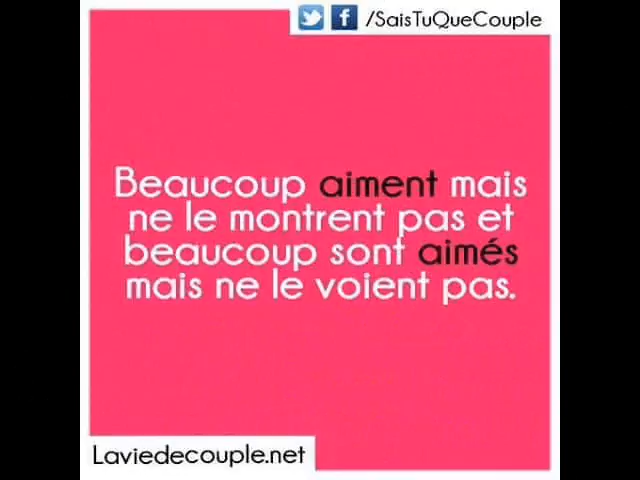 /SaisTuQueCouple
Beaucoup aiment mais
ne le montrent pas et
beaucoup sont aimés
mais ne le voient pas.
Laviedecouple.net